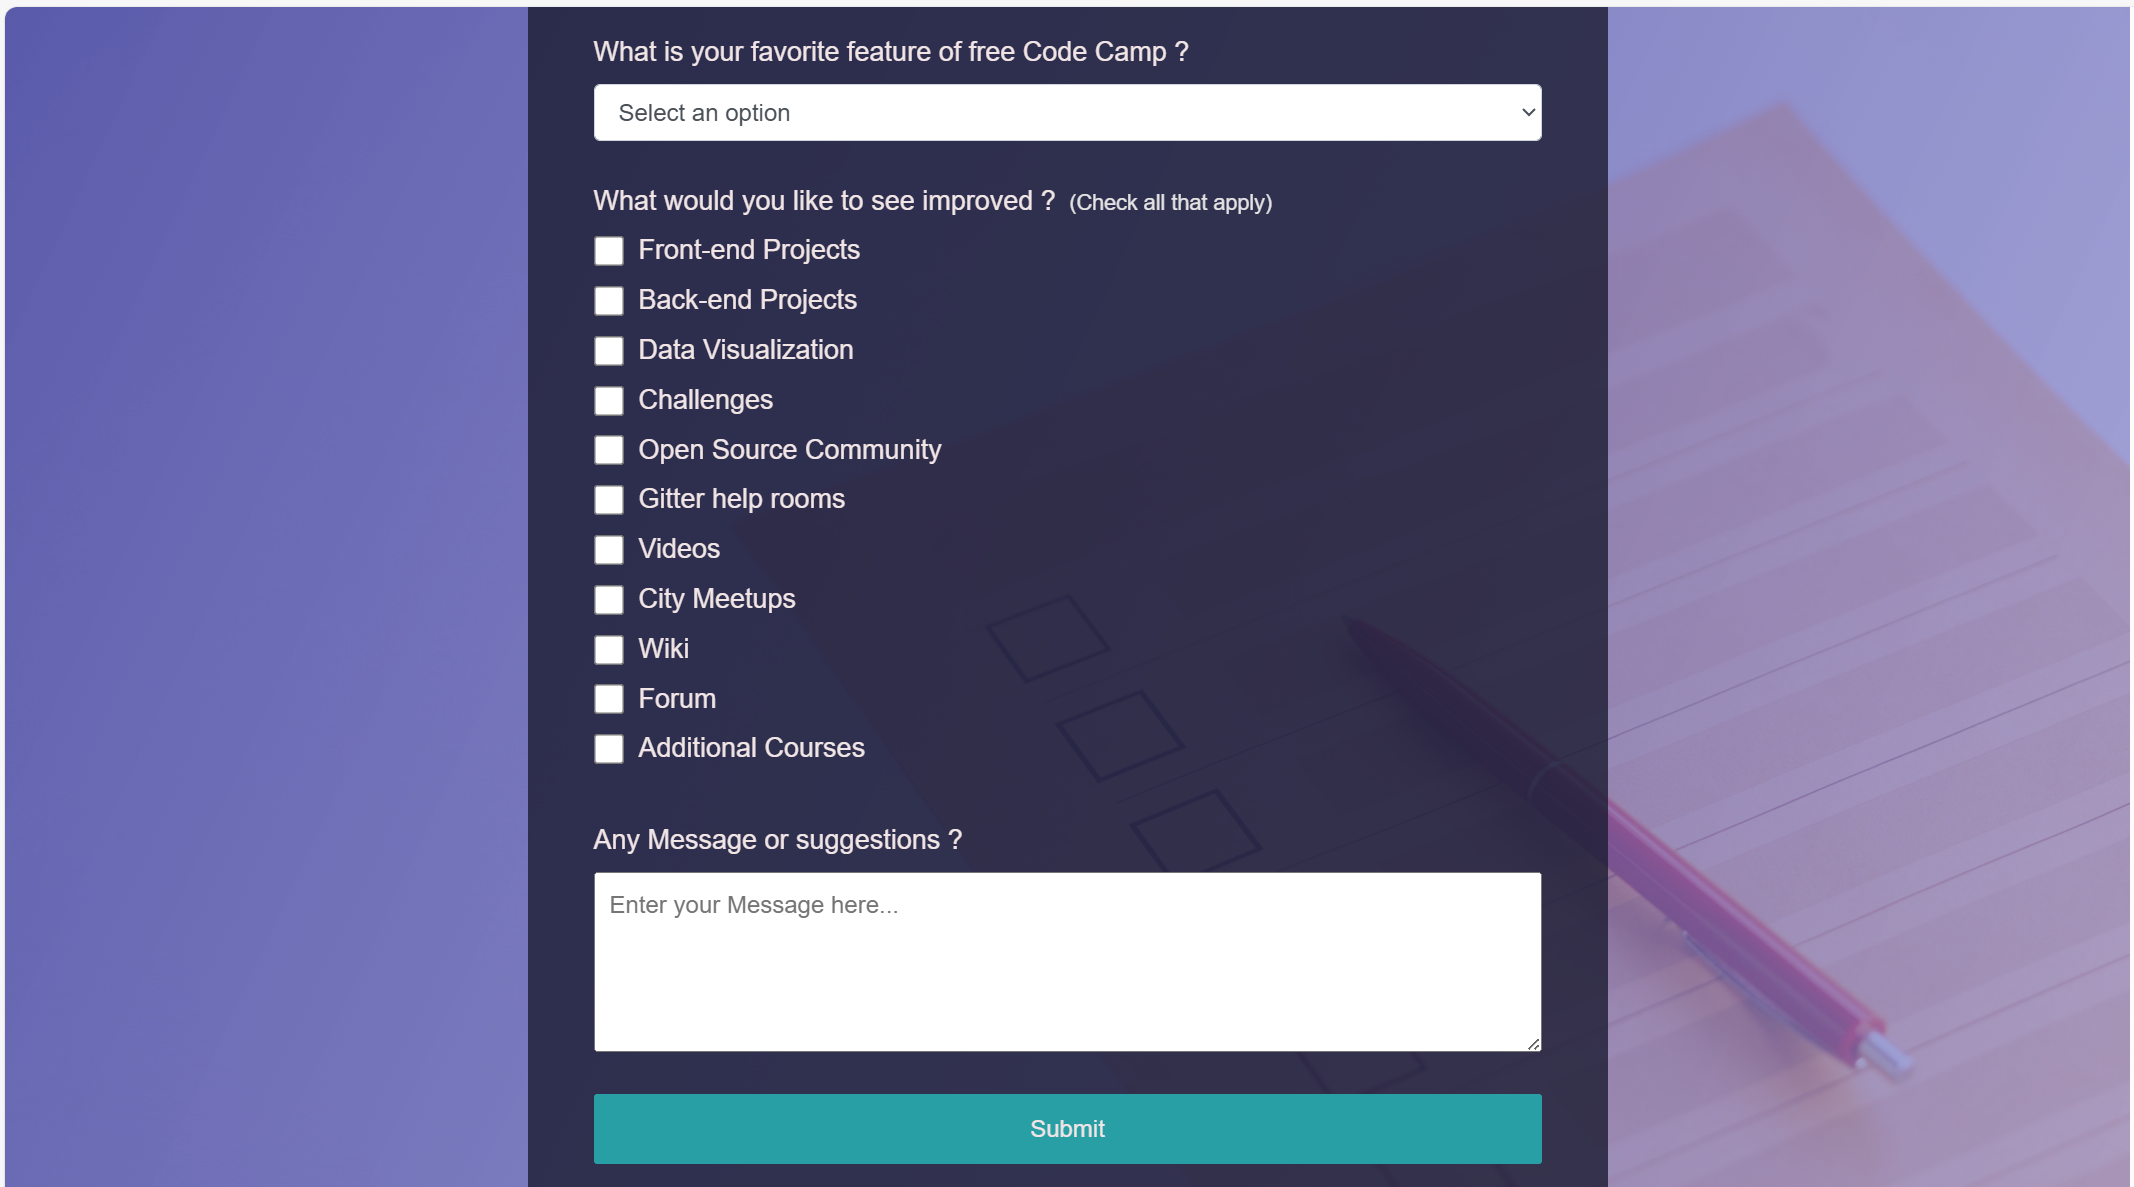 What is your favorite feature of free Code Camp ?
Select an option
What would you like to see improved ? (Check all that apply)
Front-end Projects
Back-end Projects
Data Visualization
Challenges
Open Source Community
Gitter help rooms
Videos
City Meetups
Wiki
Forum
Additional Courses
Any Message or suggestions ?
Enter your Message here...
Submit